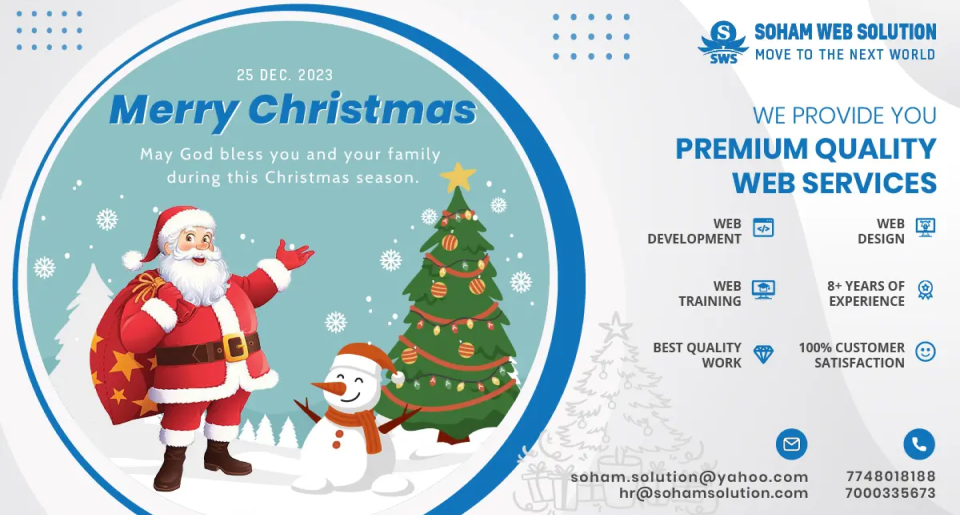 25 DEC. 2023
Merry Christmas
May God bless you and your family
during this Christmas season.
S
SWS
SOHAM WEB SOLUTION
MOVE TO THE NEXT WORLD
WE PROVIDE YOU
PREMIUM QUALITY
WEB SERVICES
WEB
DEVELOPMENT
</>
WEB
DESIGN
WEB
TRAINING
8+ YEARS OF
EXPERIENCE
BEST QUALITY
WORK
100% CUSTOMER
SATISFACTION
soham.solution@yahoo.com
hr@sohamsolution.com
7748018188
7000335673